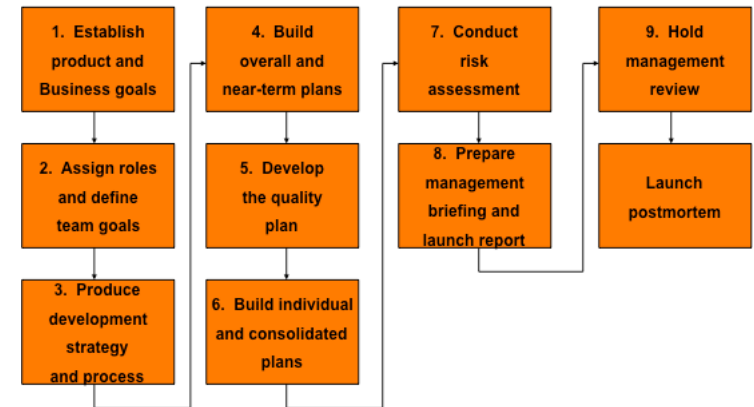 1. Establish
product and
Business goals
2. Assign roles
and define
team goals
3. Produce
development
strategy
and process
4. Build
overall and
near-term plans
5. Develop
the quality
plan
6. Build individual
and consolidated
plans
7. Conduct
risk
assessment
8. Prepare
management
briefing and
launch report
9. Hold
management
review
Launch
postmortem